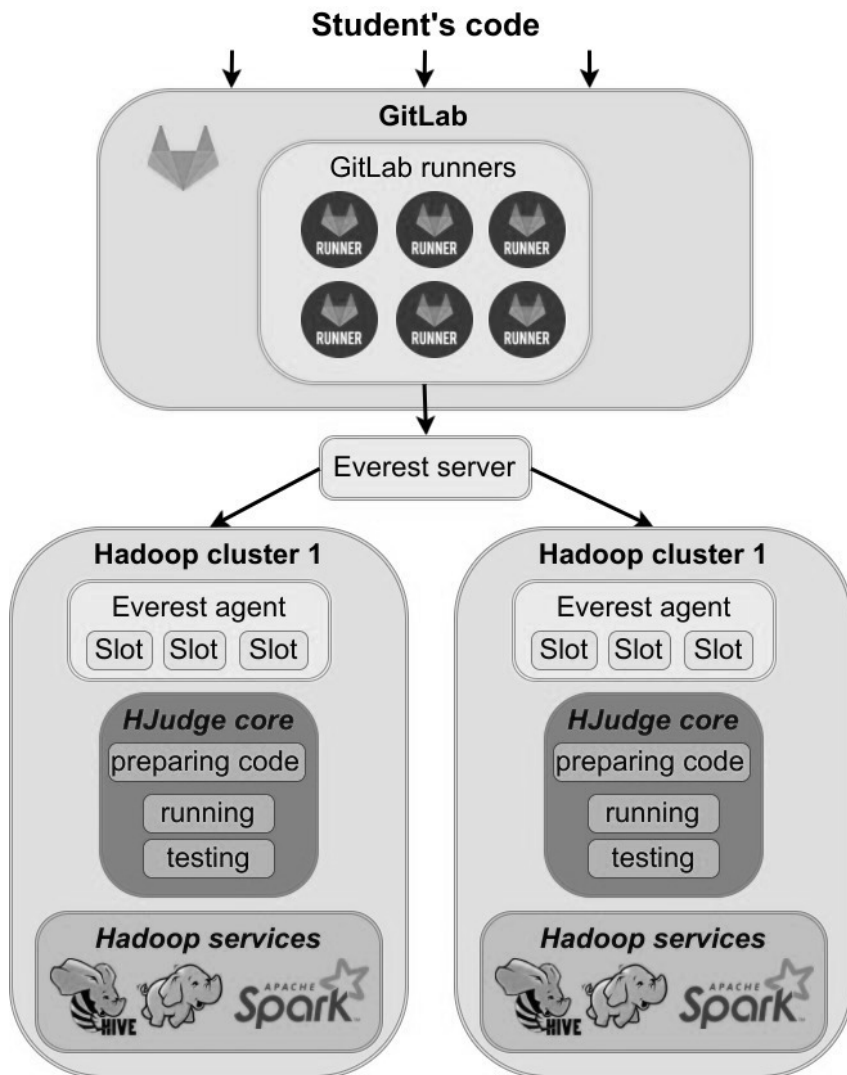 Student's code
GitLab
GitLab runners
RUNNER RUNNER RUNNER
RUNNER RUNNER RUNNER
Everest server
Hadoop cluster 1
Everest agent
Slot Slot Slot
HJudge core
preparing code
running
testing
Hadoop services
HIVE
APACHE
Spark™
Hadoop cluster 1
Everest agent
Slot Slot Slot
HJudge core
preparing code
running
testing
Hadoop services
HIVE
APACHE
Spark™